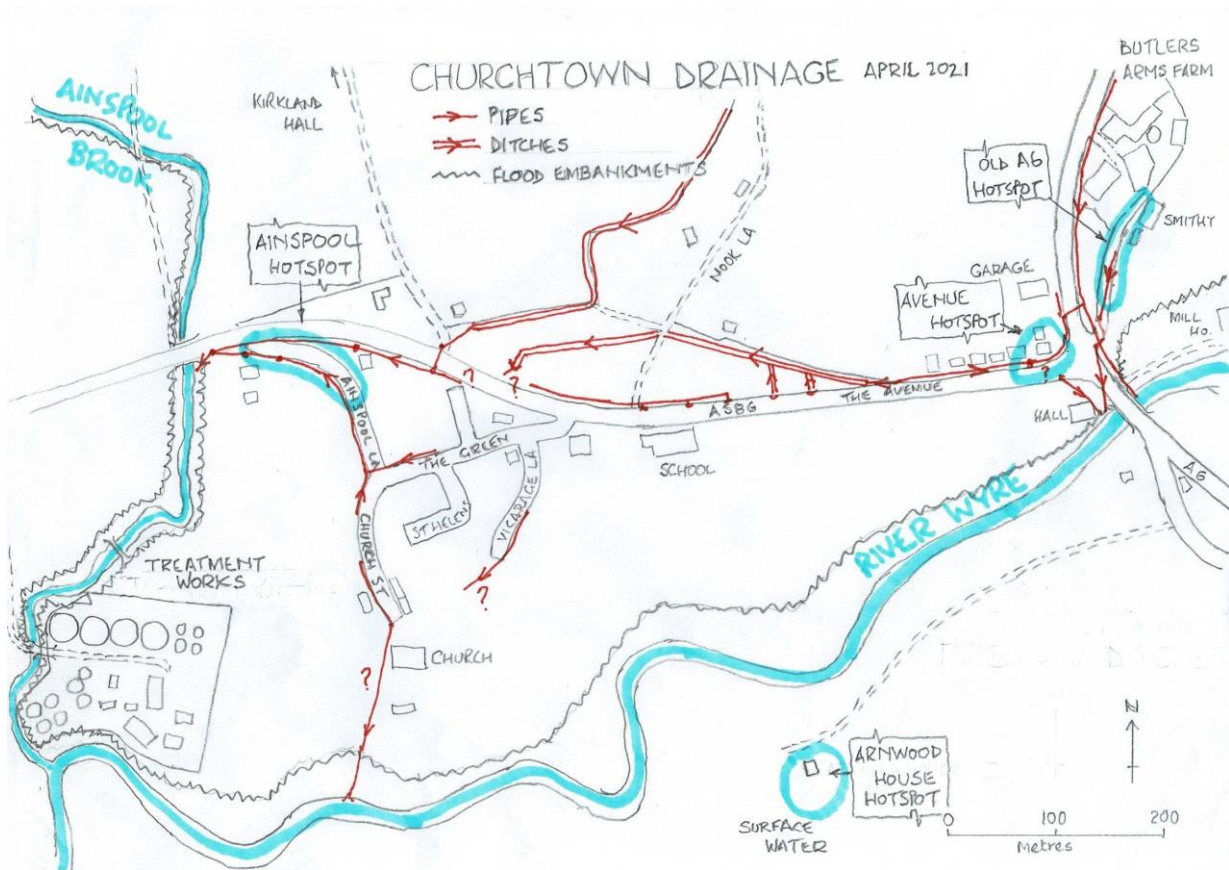 CHURCHTOWN DRAINAGE APRIL 2021
PIPES
DITCHES
FLOOD EMBANKMENTS
BUTLERS
ARMS FARM
AINSPOOL
BROOK
KIRKLAND
HALL
AINSPOOL
HOTSPOT
NOOK LA
OLD A6
HOTSPOT
SMITHY
GARAGE
AVENUE
HOTSPOT
MILL
HO.
?
?
?
A586
THE AVENUE
HALL
AINSPOOL LA
THE GREEN
SCHOOL
A6
ST HELENS
VICARAGE LA
RIVER WYRE
CHURCH ST
?
TREATMENT
WORKS
CHURCH
?
N
ARNWOOD
HOUSE
HOTSPOT
SURFACE
WATER
0 100 200
Metres